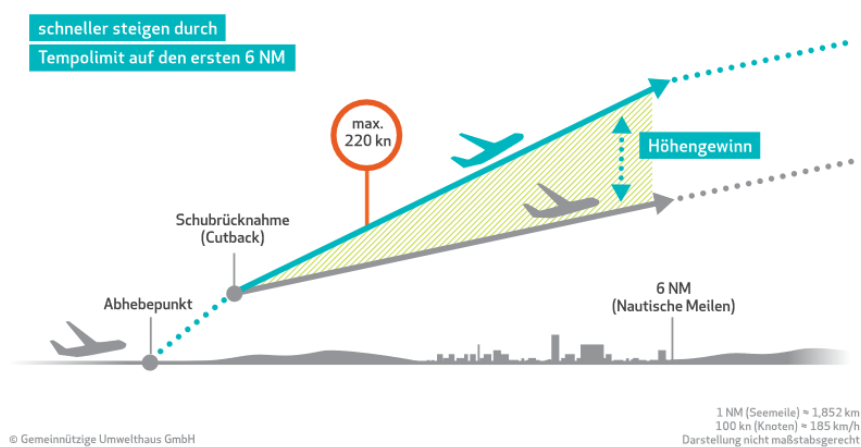 schneller steigen durch
Tempolimit auf den ersten 6 NM
max.
220 kn
Höhengewinn
Schubrücknahme
(Cutback)
Abhebepunkt
6 NM
(Nautische Meilen)
1 NM (Seemeile) ≈ 1,852 km
100 kn (Knoten) ≈ 185 km/h
Darstellung nicht maßstabsgerecht
© Gemeinnützige Umwelthaus GmbH